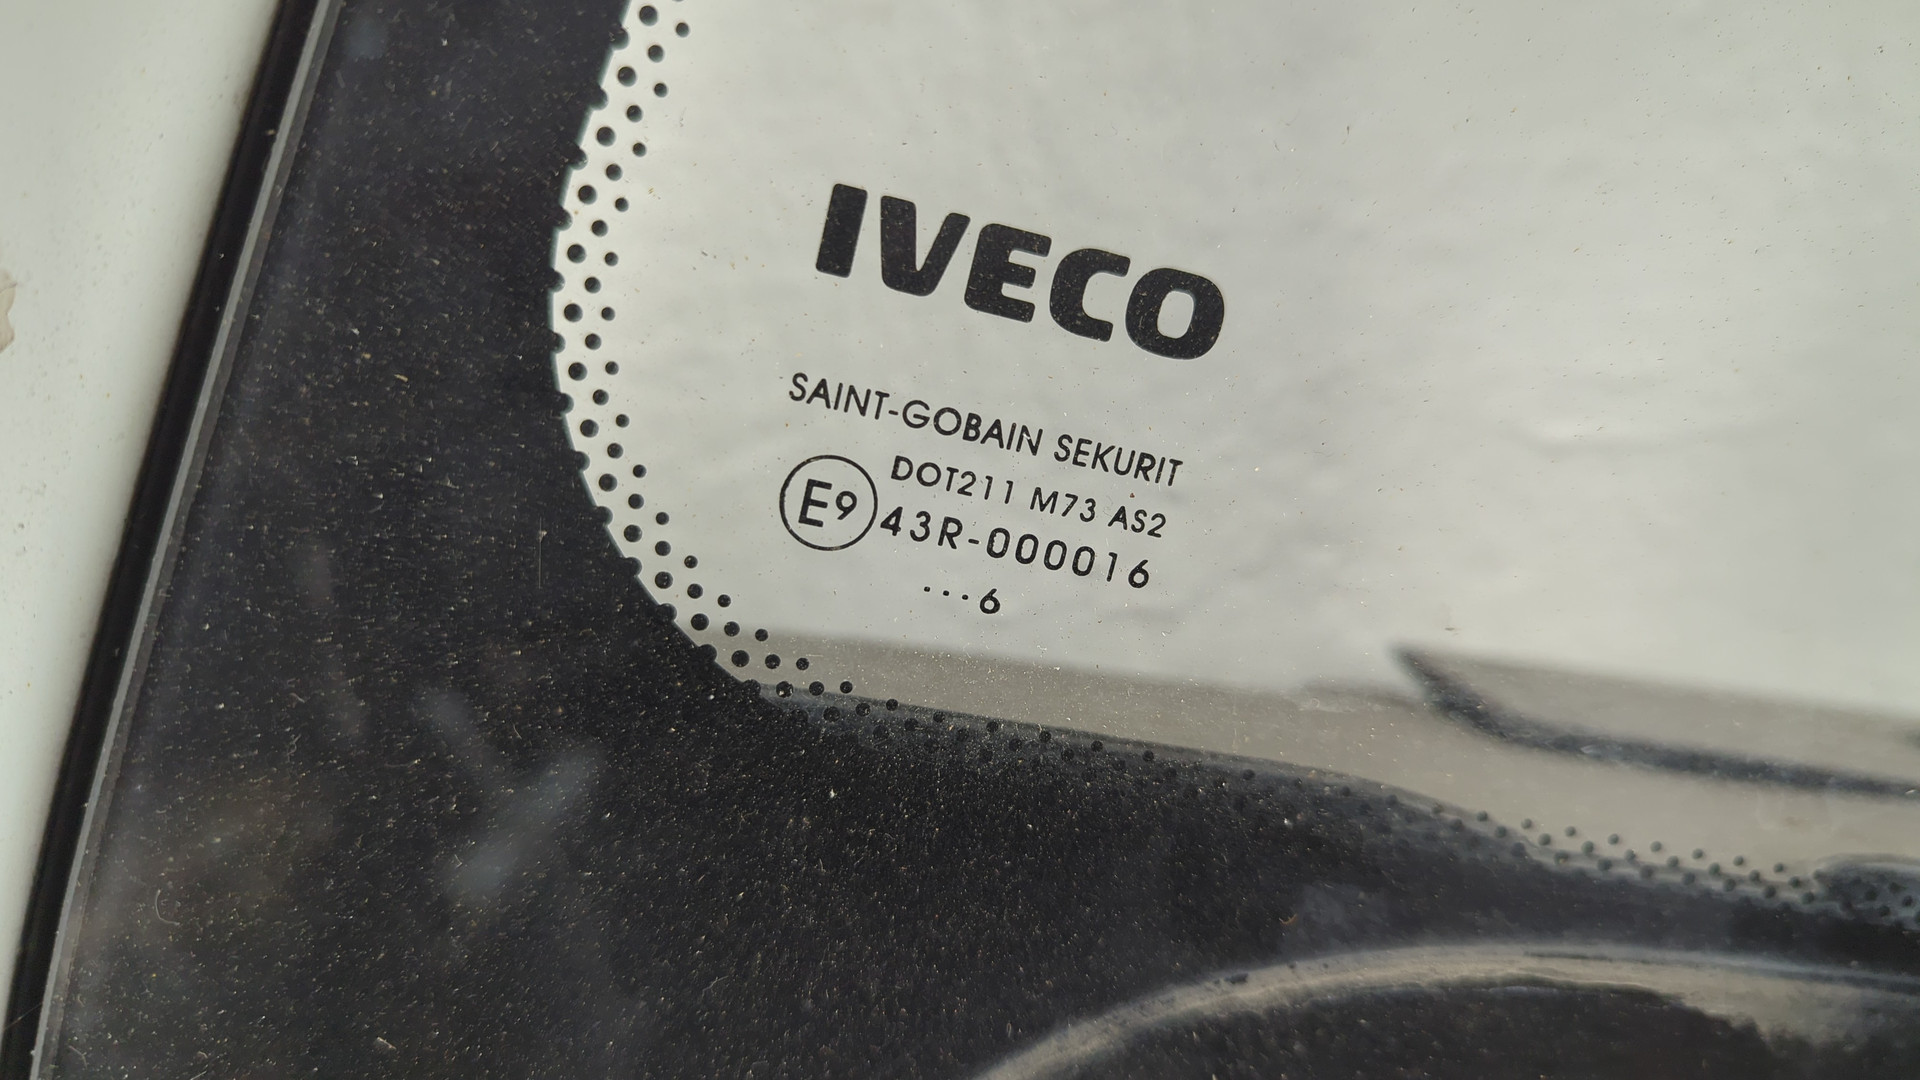 IVECO
SAINT-GOBAIN SEKURIT
DOT211 M73 AS2
E9 43R-000016
...6